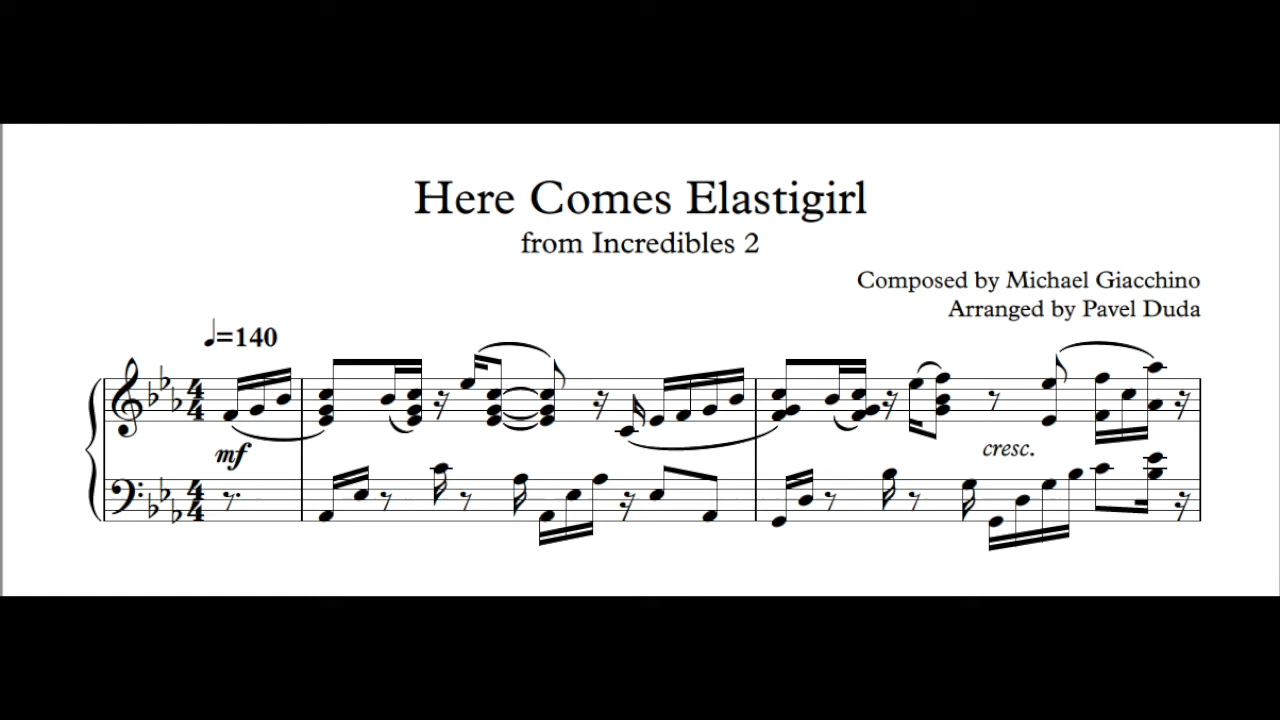 Here Comes Elastigirl
from Incredibles 2
Composed by Michael Giacchino
Arranged by Pavel Duda
♩=140
mf
cresc.